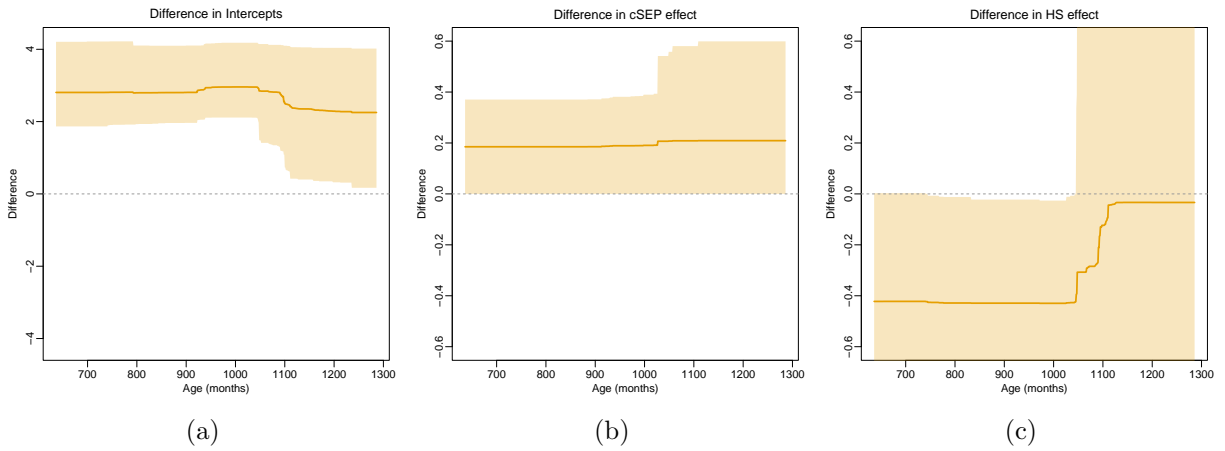 Difference in Intercepts
Difference
4
2
0
−2
−4
700 800 900 1000 1100 1200 1300
Age (months)
(a)
Difference in cSEP effect
Difference
0.6
0.4
0.2
0.0
−0.2
−0.4
−0.6
700 800 900 1000 1100 1200 1300
Age (months)
(b)
Difference in HS effect
Difference
0.6
0.4
0.2
0.0
−0.2
−0.4
−0.6
700 800 900 1000 1100 1200 1300
Age (months)
(c)